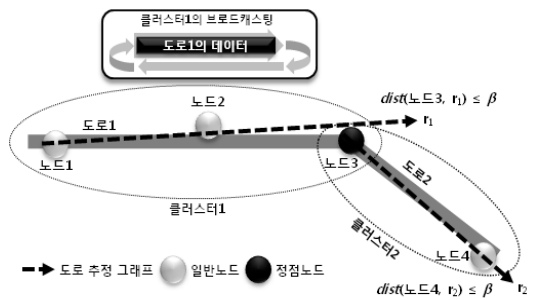 클러스터1의 브로드캐스팅
도로1의 데이터
dist(노드3, r₁) ≤ β
노드2
r₁
도로1
노드1
노드3
도로2
클러스터1
클러스터2
노드4
도로 추정 그래프 일반노드 정점노드
r₂
dist(노드4, r₂) ≤ β